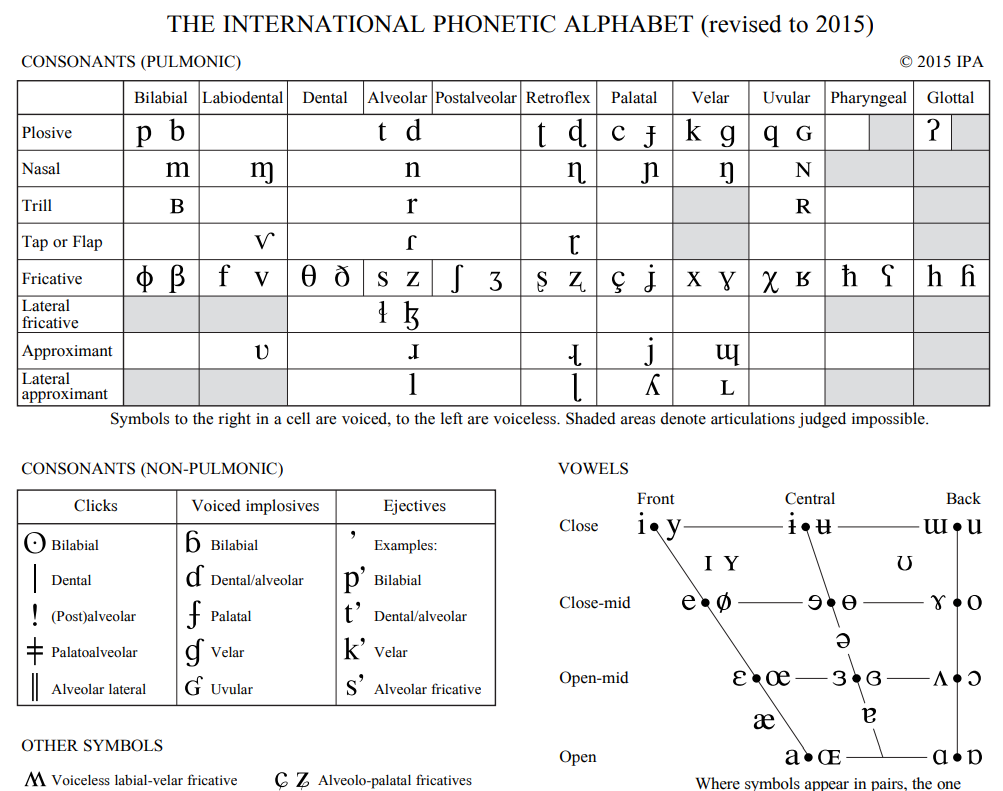 THE INTERNATIONAL PHONETIC ALPHABET (revised to 2015)
CONSONANTS (PULMONIC) © 2015 IPA
Bilabial Labiodental Dental Alveolar Postalveolar Retroflex Palatal Velar Uvular Pharyngeal Glottal
Plosive p b t d ʈ ɖ c ɟ k ɡ q ɢ ʔ
Nasal m ɱ n ɳ ɲ ŋ ɴ
Trill ʙ r ʀ
Tap or Flap ⱱ ɾ ɽ
Fricative ɸ β f v θ ð s z ʃ ʒ ʂ ʐ ç ʝ x ɣ χ ʁ ħ ʕ h ɦ
Lateral
fricative ɬ ɮ
Approximant ʋ ɹ ɻ j ɰ
Lateral
approximant l ɭ ʎ ʟ
Symbols to the right in a cell are voiced, to the left are voiceless. Shaded areas denote articulations judged impossible.
CONSONANTS (NON-PULMONIC)
Clicks Voiced implosives Ejectives
ʘ Bilabial ɓ Bilabial ʼ Examples:
ǀ Dental ɗ Dental/alveolar pʼ Bilabial
ǃ (Post)alveolar ʄ Palatal tʼ Dental/alveolar
ǂ Palatoalveolar ɠ Velar kʼ Velar
ǁ Alveolar lateral ʛ Uvular sʼ Alveolar fricative
OTHER SYMBOLS
ʍ Voiceless labial-velar fricative ɕ ʑ Alveolo-palatal fricatives
VOWELS
Front Central Back
Close i y ɨ ʉ ɯ u
ɪ ʏ ʊ
Close-mid e ø ɘ ɵ ɤ o
ə
Open-mid ɛ œ ɜ ɞ ʌ ɔ
æ ɐ
Open a ɶ ɑ ɒ
Where symbols appear in pairs, the one